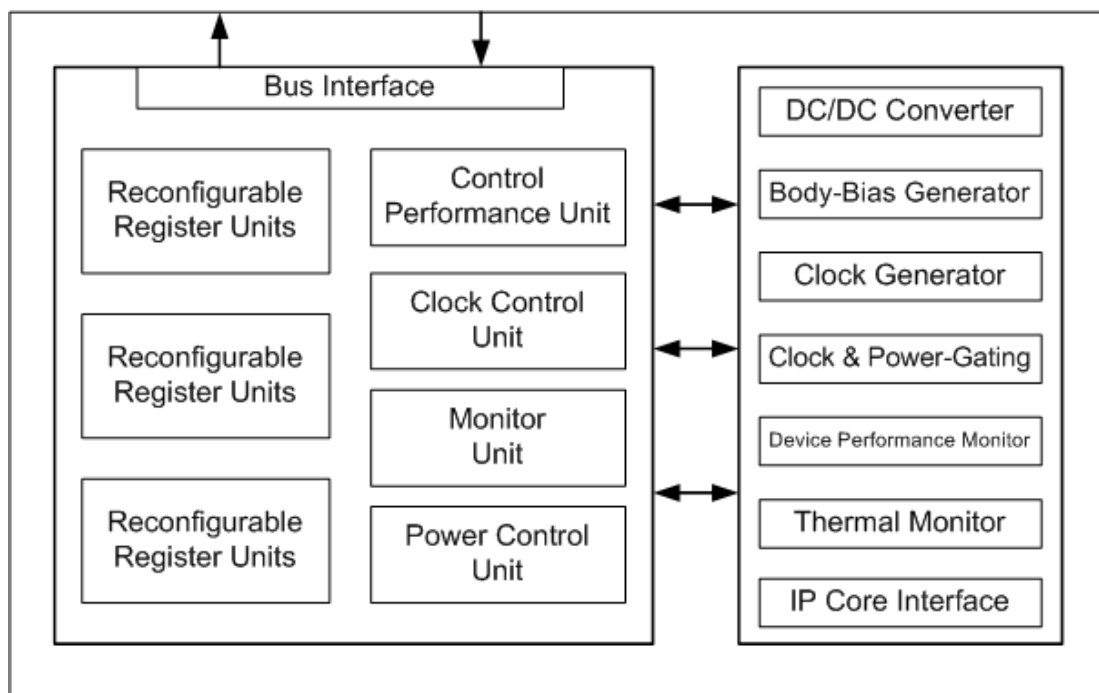 Bus Interface
Reconfigurable
Register Units
Reconfigurable
Register Units
Reconfigurable
Register Units
Control
Performance Unit
Clock Control
Unit
Monitor
Unit
Power Control
Unit
DC/DC Converter
Body-Bias Generator
Clock Generator
Clock & Power-Gating
Device Performance Monitor
Thermal Monitor
IP Core Interface